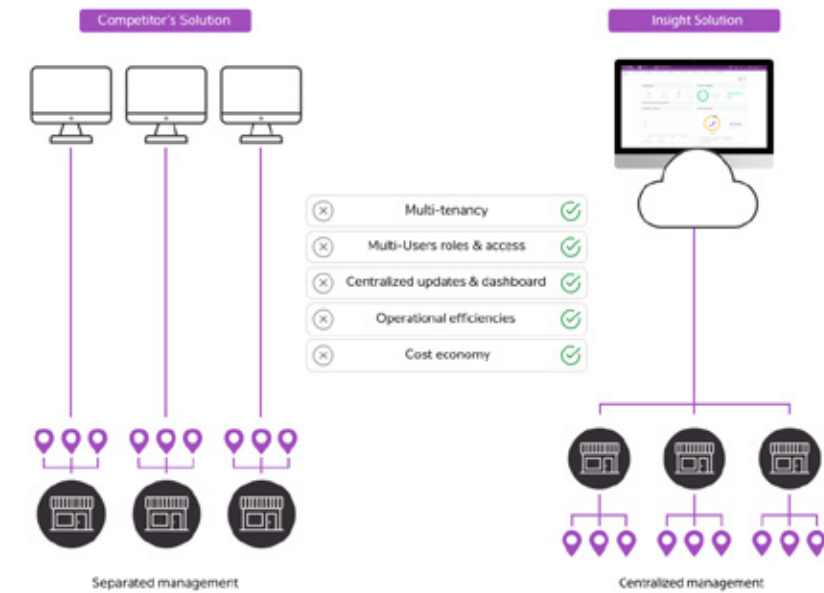 Competitor's Solution
Insight Solution
Multi-tenancy
Multi-Users roles & access
Centralized updates & dashboard
Operational efficiencies
Cost economy
Separated management
Centralized management